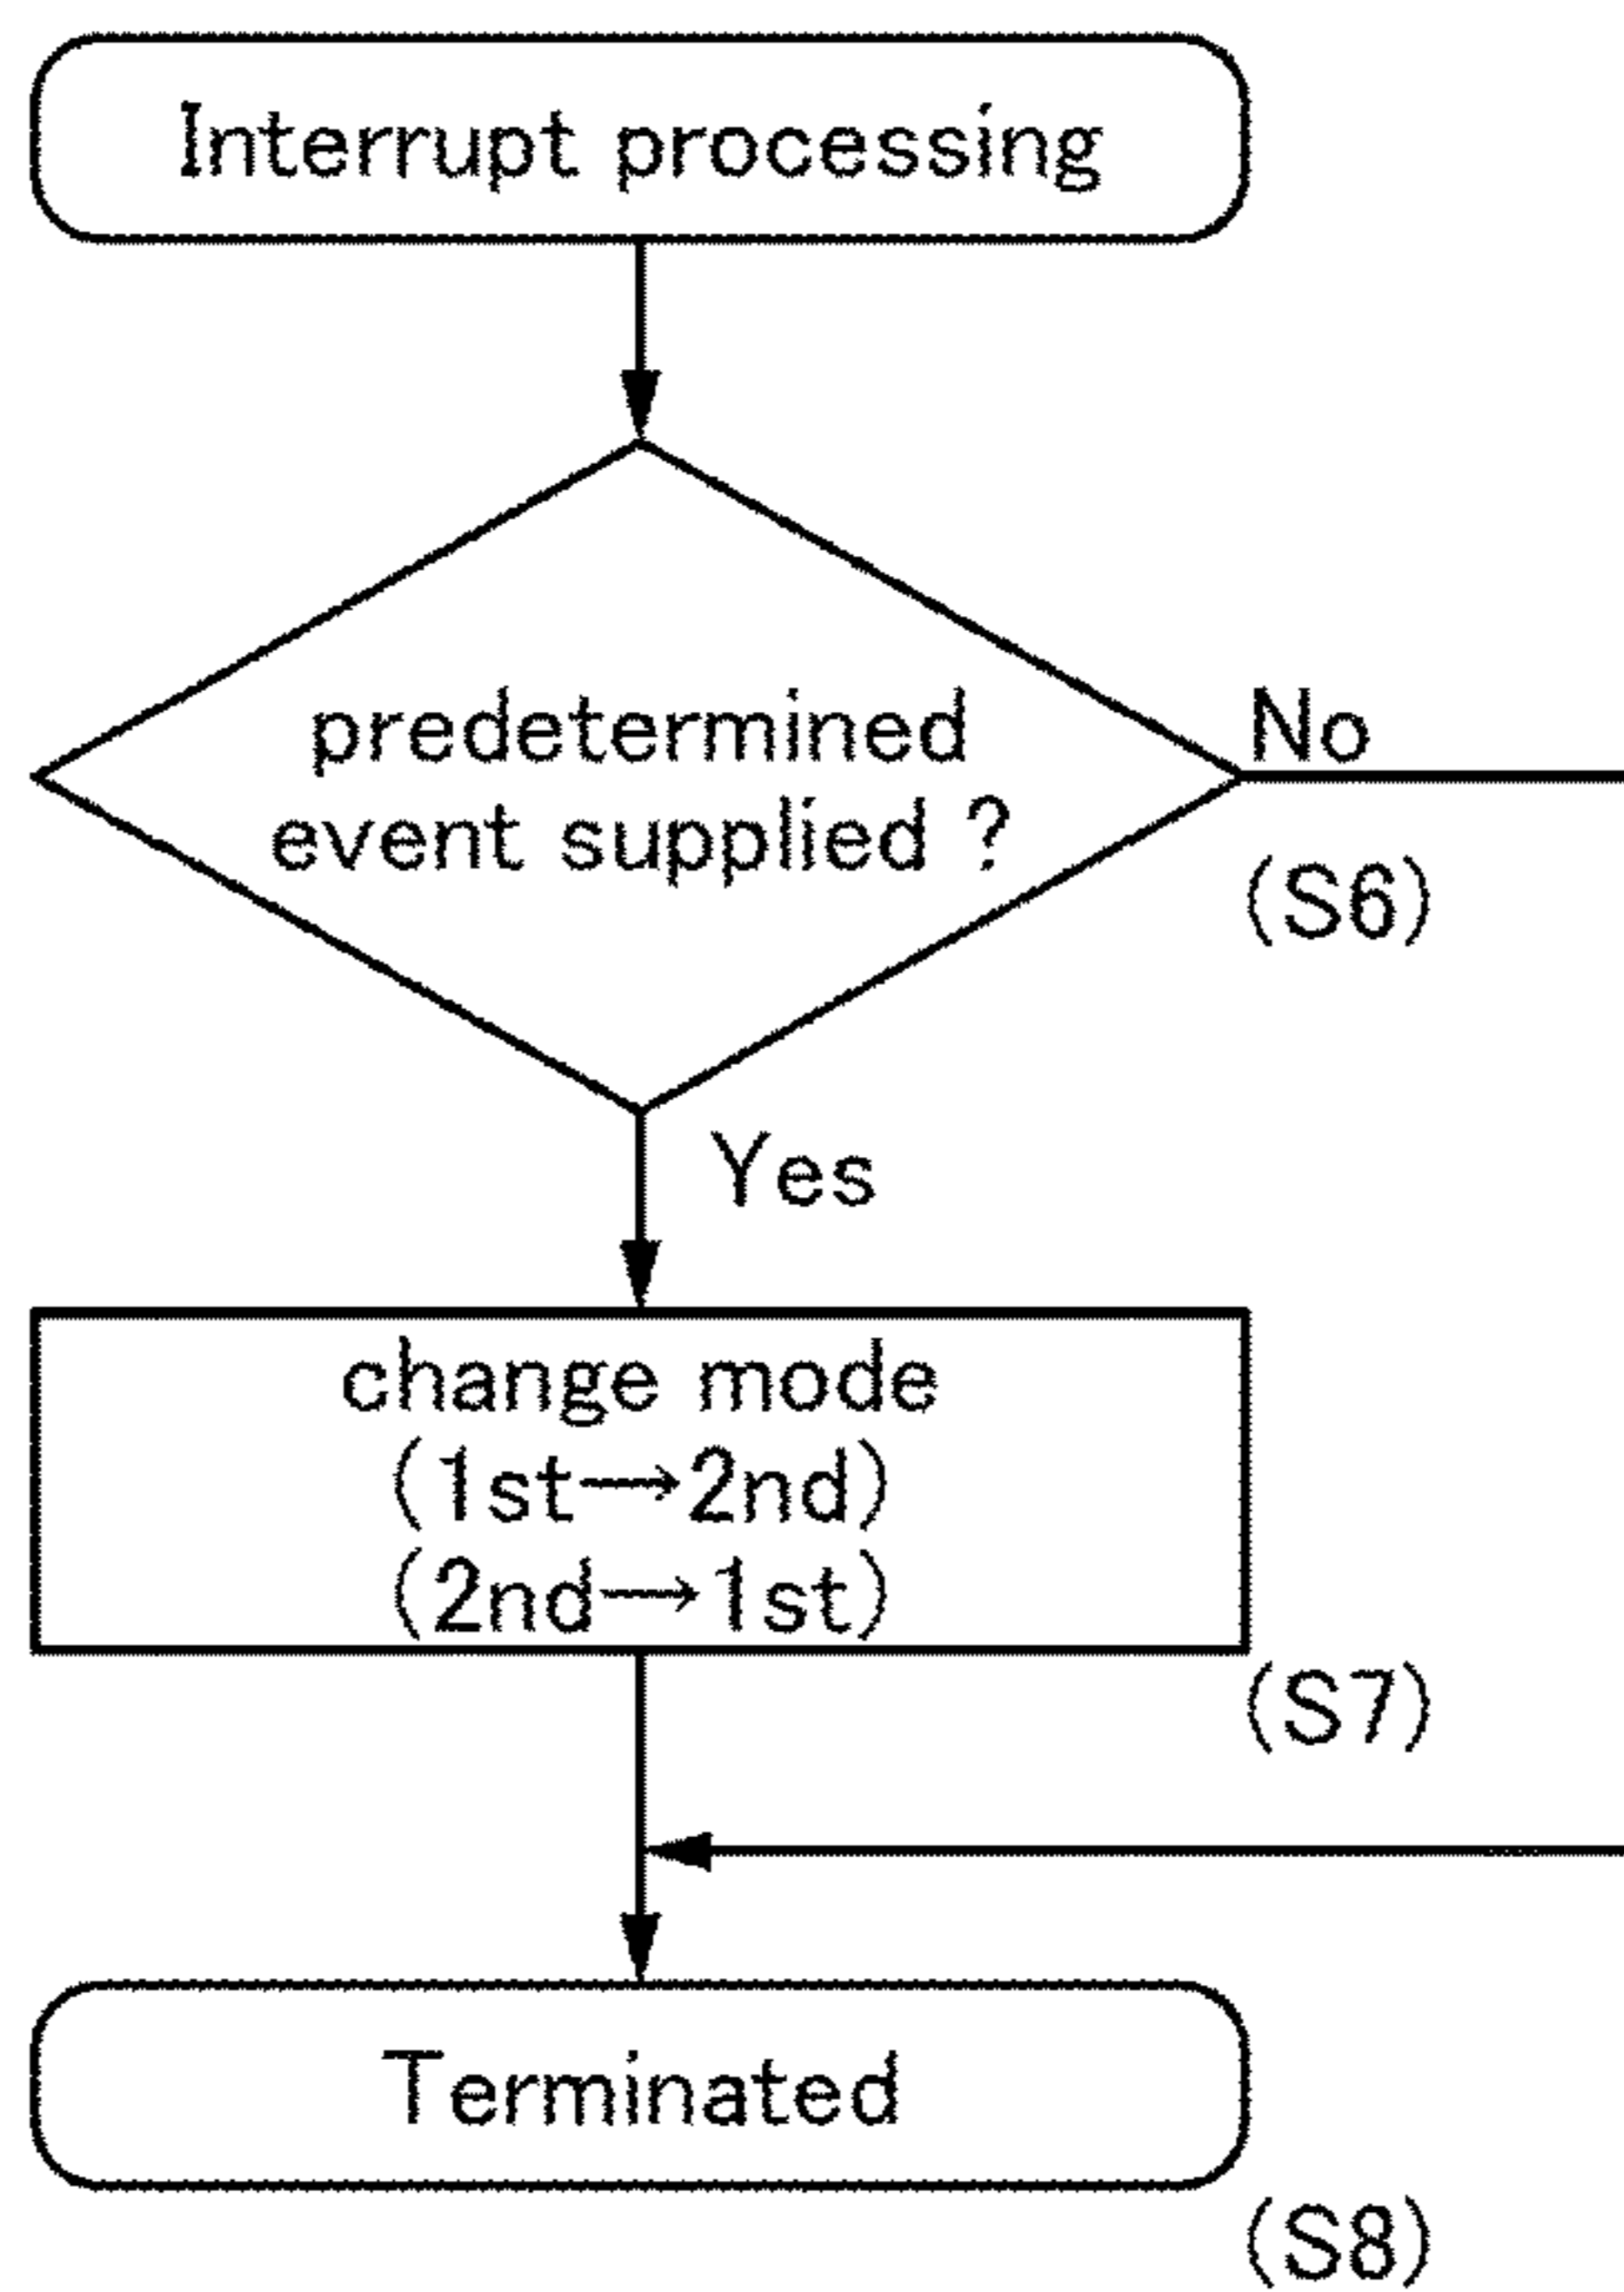 Interrupt processing
predetermined
event supplied ?
No
(S6)
Yes
change mode
(1st→2nd)
(2nd→1st)
(S7)
Terminated
(S8)